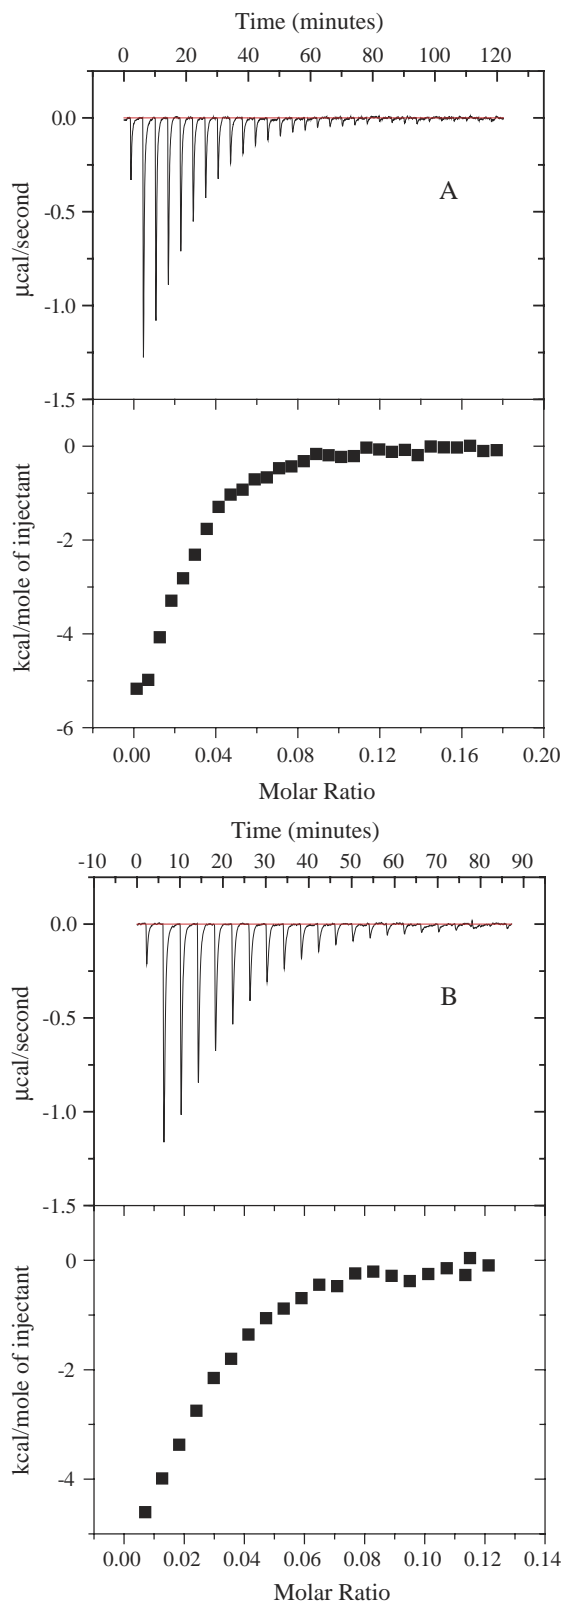 Time (minutes)
0 20 40 60 80 100 120
0.0
-0.5
-1.0
-1.5
μcal/second
A
0
-2
-4
-6
kcal/mole of injectant
0.00 0.04 0.08 0.12 0.16 0.20
Molar Ratio
Time (minutes)
-10 0 10 20 30 40 50 60 70 80 90
0.0
-0.5
-1.0
-1.5
μcal/second
B
0
-2
-4
kcal/mole of injectant
0.00 0.02 0.04 0.06 0.08 0.10 0.12 0.14
Molar Ratio